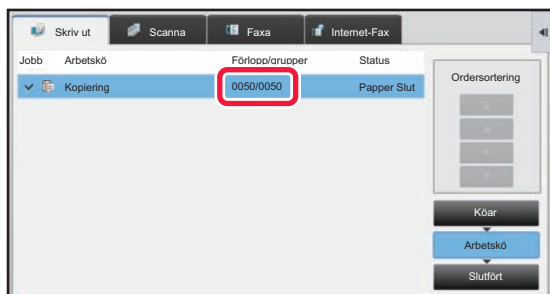 Skriv ut Scanna Faxa Internet-Fax
Jobb Arbetskö Förlopp/grupper Status
Kopiering 0050/0050 Papper Slut
Ordersortering
Köar
Arbetskö
Slutfört